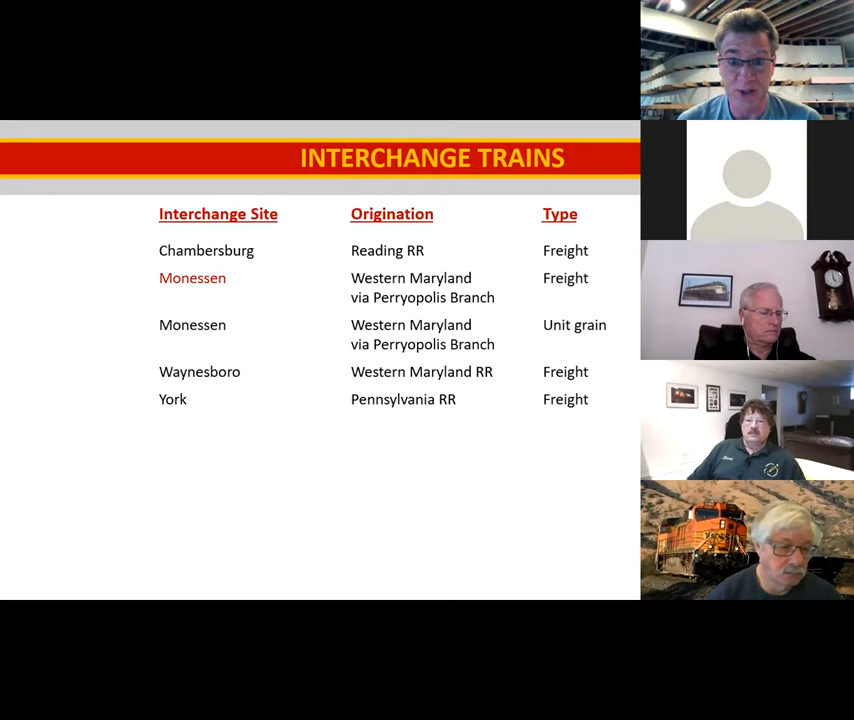 INTERCHANGE TRAINS
Interchange Site Origination Type
Chambersburg Reading RR Freight
Monessen Western Maryland Freight
via Perryopolis Branch
Monessen Western Maryland Unit grain
via Perryopolis Branch
Waynesboro Western Maryland RR Freight
York Pennsylvania RR Freight